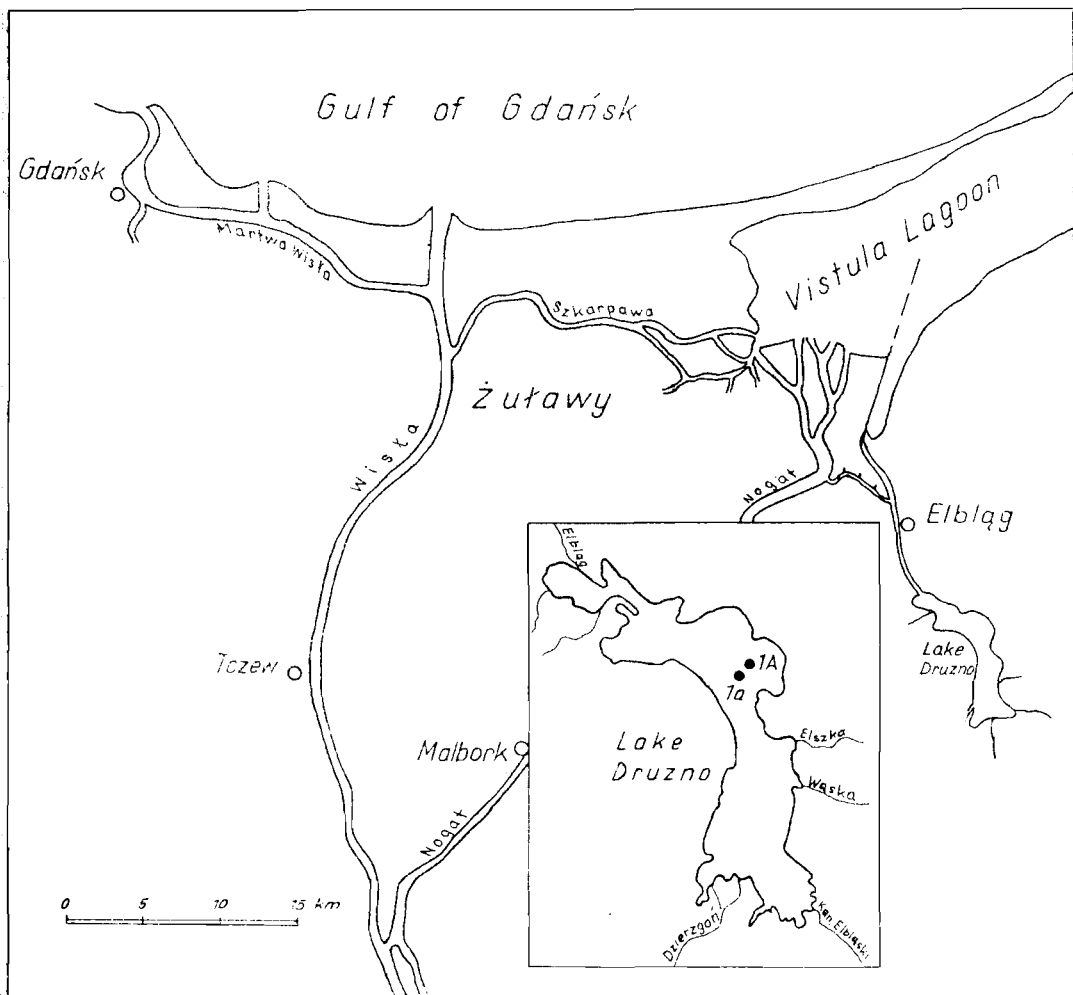 Gulf of Gdańsk
Gdańsk
Martwa wisła
Szkarpawa
Vistula Lagoon
Żuławy
Wisła
Nogat
Elbląg
Lake
Druzno
Tczew
Malbork
Nogat
0 5 10 15 km
Elbląg
1A
1a
Lake
Druzno
Elszka
Wąska
Dzierzgoń
Kan. Elbląski